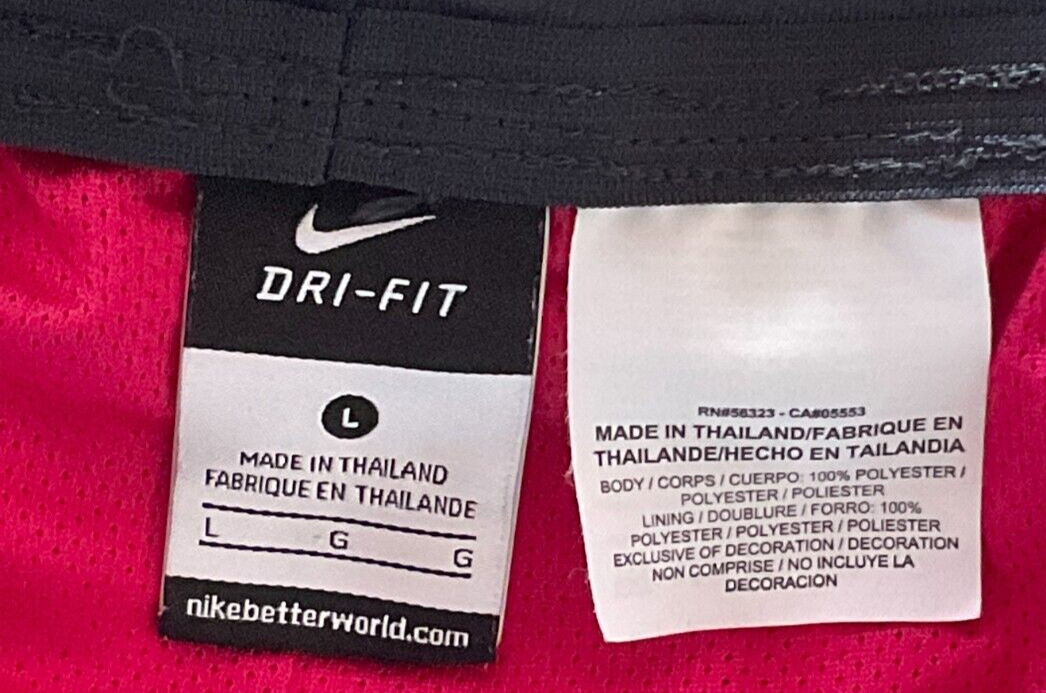 DRI-FIT
L
MADE IN THAILAND
FABRIQUE EN THAILANDE
L G G
nikebetterworld.com
RN#56323 - CA#05553
MADE IN THAILAND/FABRIQUE EN
THAILANDE/HECHO EN TAILANDIA
BODY / CORPS / CUERPO: 100% POLYESTER /
POLYESTER / POLIESTER
LINING / DOUBLURE / FORRO: 100%
POLYESTER / POLYESTER / POLIESTER
EXCLUSIVE OF DECORATION / DECORATION
NON COMPRISE / NO INCLUYE LA
DECORACION